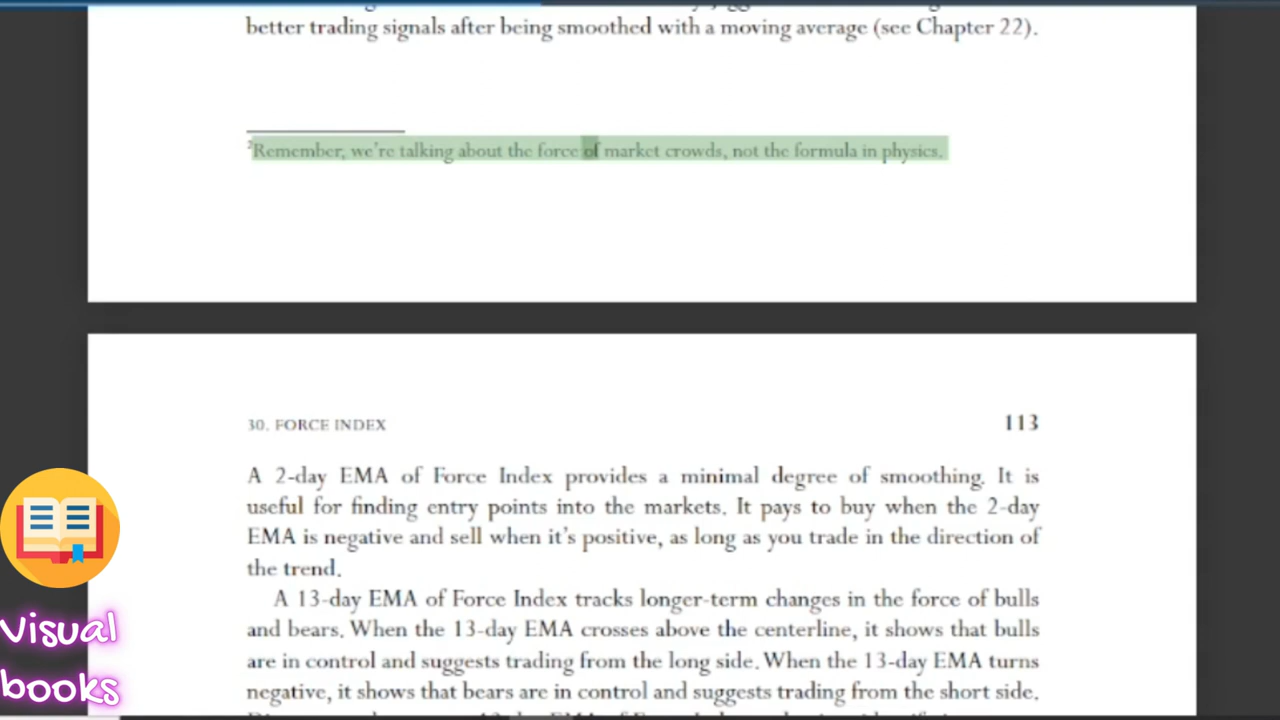 better trading signals after being smoothed with a moving average (see Chapter 22).
2Remember, we're talking about the force of market crowds, not the formula in physics.
30. FORCE INDEX 113
A 2-day EMA of Force Index provides a minimal degree of smoothing. It is
useful for finding entry points into the markets. It pays to buy when the 2-day
EMA is negative and sell when it's positive, as long as you trade in the direction of
the trend.
A 13-day EMA of Force Index tracks longer-term changes in the force of bulls
and bears. When the 13-day EMA crosses above the centerline, it shows that bulls
are in control and suggests trading from the long side. When the 13-day EMA turns
negative, it shows that bears are in control and suggests trading from the short side.
Visual
books